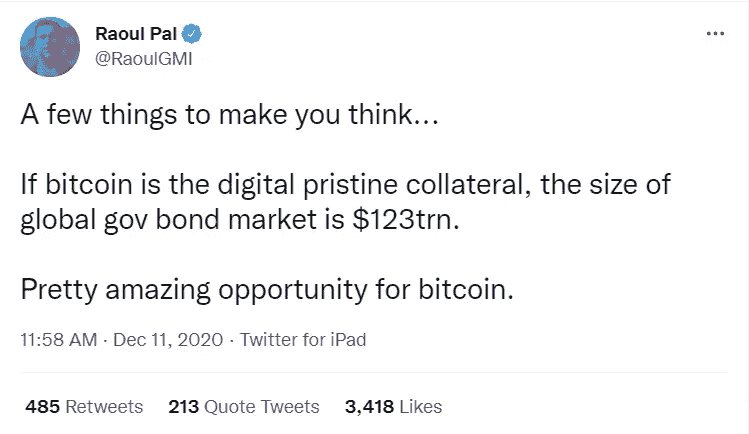 Raoul Pal
@RaoulGMI
A few things to make you think...
If bitcoin is the digital pristine collateral, the size of
global gov bond market is $123trn.
Pretty amazing opportunity for bitcoin.
11:58 AM · Dec 11, 2020 · Twitter for iPad
485 Retweets 213 Quote Tweets 3,418 Likes